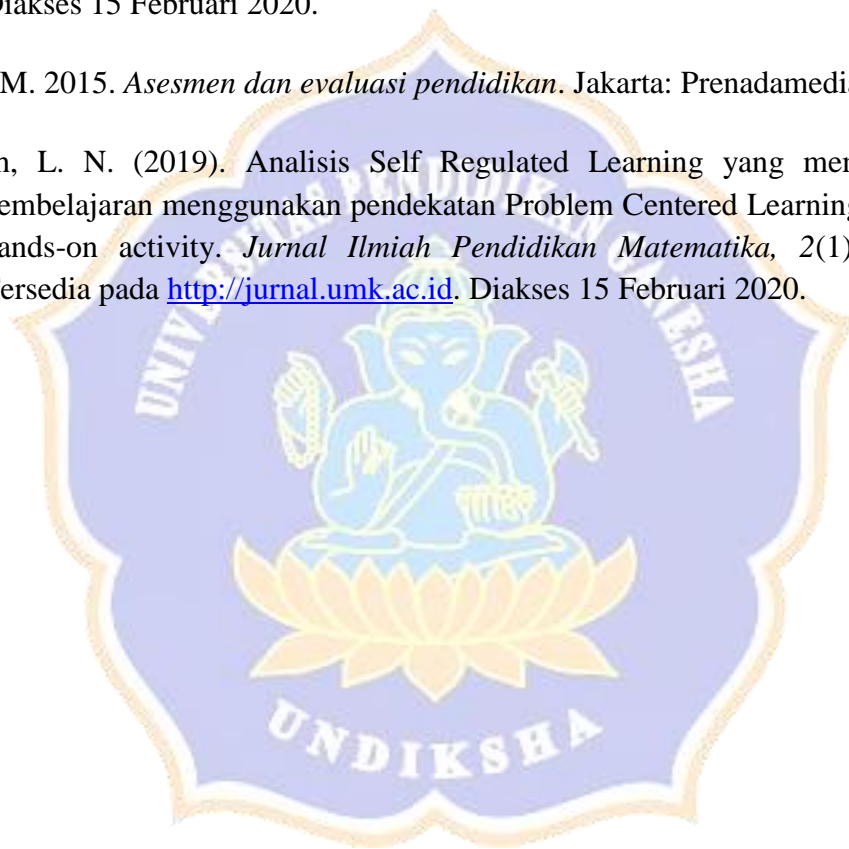 Diakses 15 Februari 2020.
M. 2015. Asesmen dan evaluasi pendidikan. Jakarta: Prenadamedia
n, L. N. (2019). Analisis Self Regulated Learning yang men
embelajaran menggunakan pendekatan Problem Centered Learning
ands-on activity. Jurnal Ilmiah Pendidikan Matematika, 2(1)
ersedia pada http://jurnal.umk.ac.id. Diakses 15 Februari 2020.
UNIVERSITAS PENDIDIKAN GANESHA
UNDIKSHA